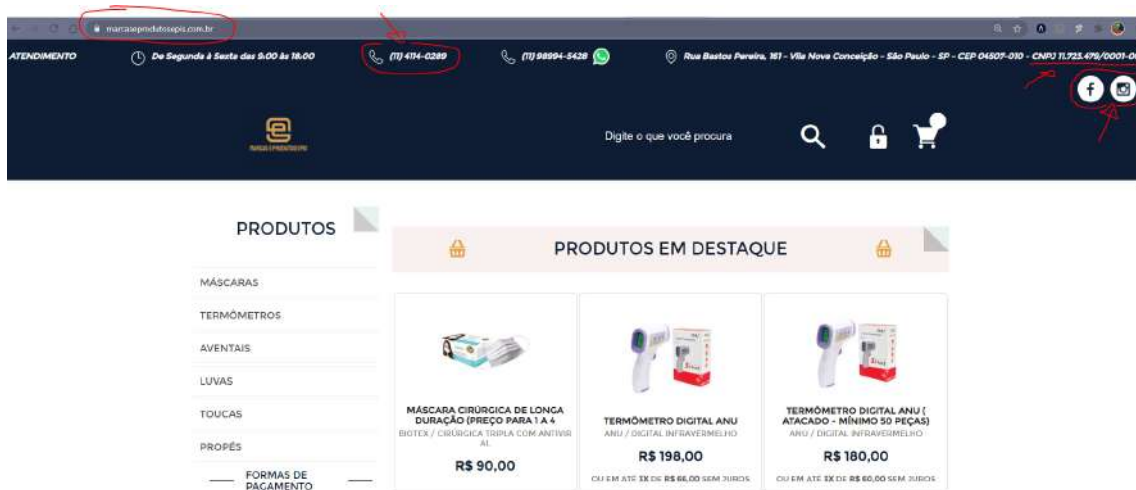 marcaseprodutosepis.com.br
ATENDIMENTO
De Segunda à Sexta das 9:00 às 18:00
(11) 4114-0289
(11) 98994-5428
Rua Bastos Pereira, 161 - Vila Nova Conceição - São Paulo - SP - CEP 04507-010 - CNPJ 11.723.479/0001-0
Digite o que você procura
MARCAS E PRODUTOS EPIS
PRODUTOS
MÁSCARAS
TERMÔMETROS
AVENTAIS
LUVAS
TOUCAS
PROPÉS
FORMAS DE
PAGAMENTO
PRODUTOS EM DESTAQUE
MÁSCARA CIRÚRGICA DE LONGA
DURAÇÃO (PREÇO PARA 1 A 4
BIOTEX / CIRÚRGICA TRIPLA COM ANTIVIR
AL
R$ 90,00
TERMÔMETRO DIGITAL ANU
ANU / DIGITAL INFRAVERMELHO
R$ 198,00
OU EM ATÉ 3X DE R$ 66,00 SEM JUROS
TERMÔMETRO DIGITAL ANU (
ATACADO - MÍNIMO 50 PEÇAS)
ANU / DIGITAL INFRAVERMELHO
R$ 180,00
OU EM ATÉ 3X DE R$ 60,00 SEM JUROS